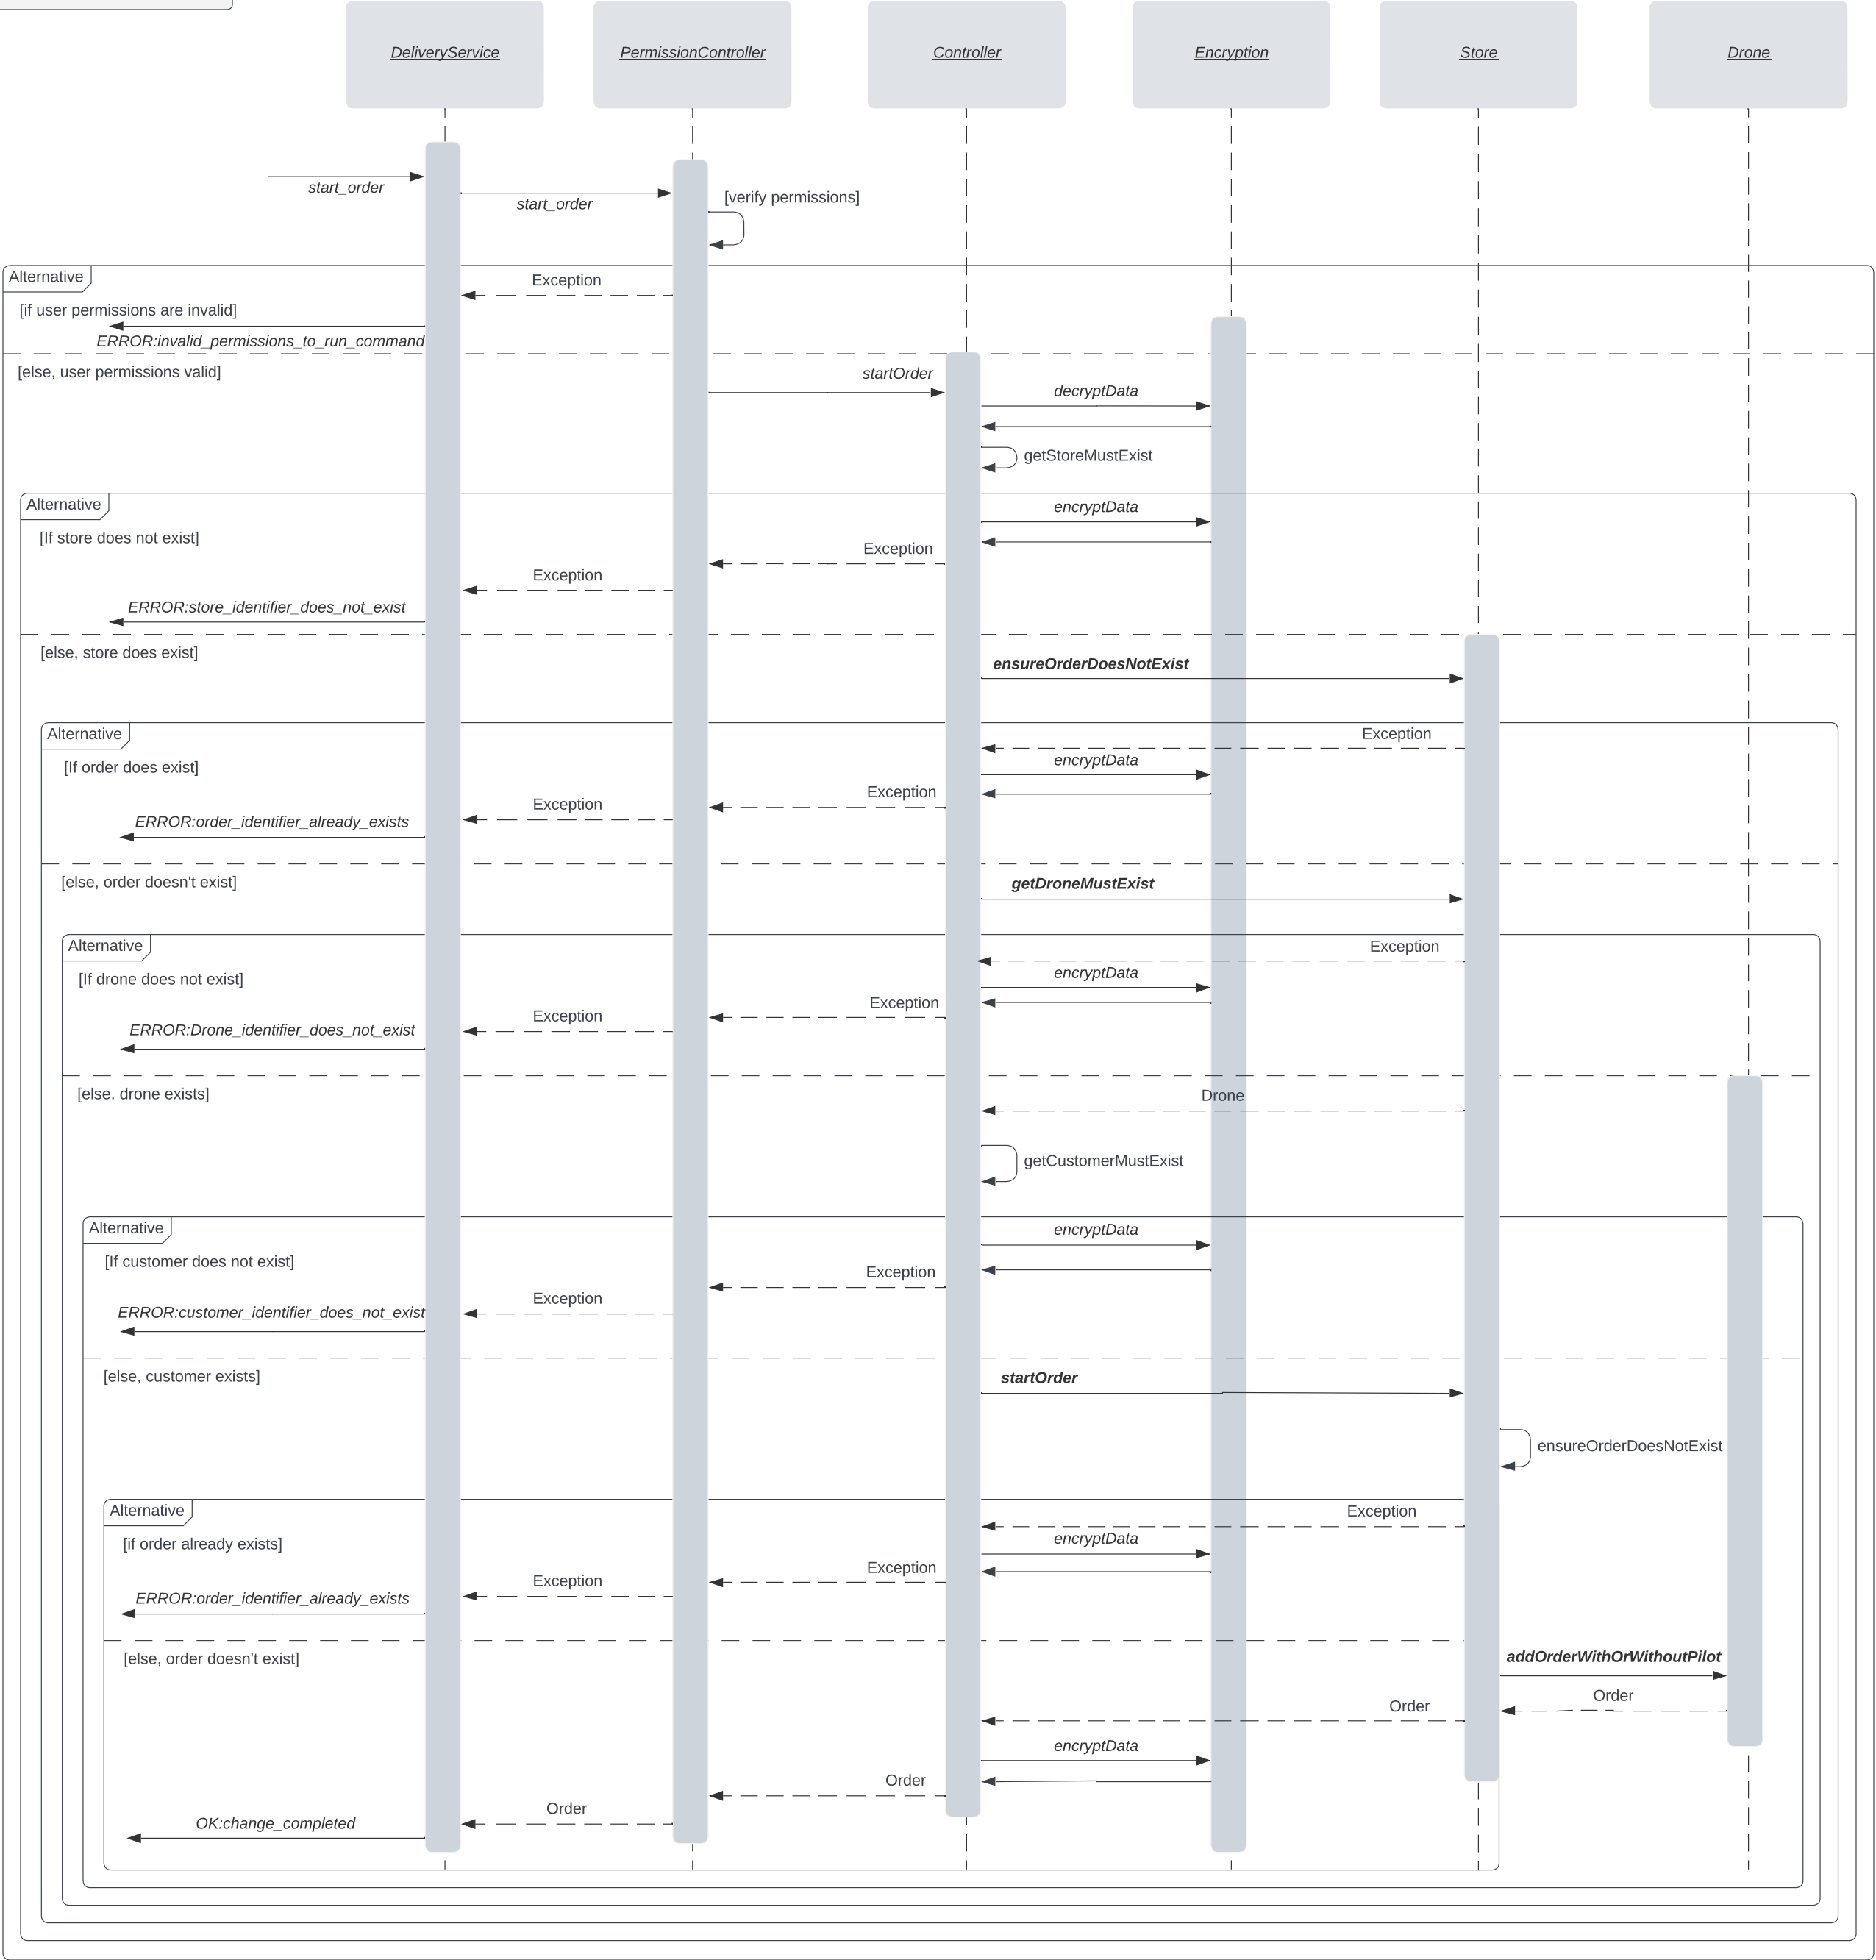 DeliveryService
PermissionController
Controller
Encryption
Store
Drone
start_order
start_order
[verify permissions]
Alternative
Exception
[if user permissions are invalid]
ERROR:invalid_permissions_to_run_command
[else, user permissions valid]
startOrder
decryptData
getStoreMustExist
Alternative
encryptData
[If store does not exist]
Exception
Exception
ERROR:store_identifier_does_not_exist
[else, store does exist]
ensureOrderDoesNotExist
Alternative
Exception
encryptData
[If order does exist]
Exception
Exception
ERROR:order_identifier_already_exists
[else, order doesn't exist]
getDroneMustExist
Alternative
Exception
encryptData
[If drone does not exist]
Exception
Exception
ERROR:Drone_identifier_does_not_exist
[else. drone exists]
Drone
getCustomerMustExist
Alternative
encryptData
[If customer does not exist]
Exception
Exception
ERROR:customer_identifier_does_not_exist
[else, customer exists]
startOrder
ensureOrderDoesNotExist
Alternative
Exception
encryptData
[if order already exists]
Exception
Exception
ERROR:order_identifier_already_exists
[else, order doesn't exist]
addOrderWithOrWithoutPilot
Order
Order
encryptData
Order
Order
OK:change_completed